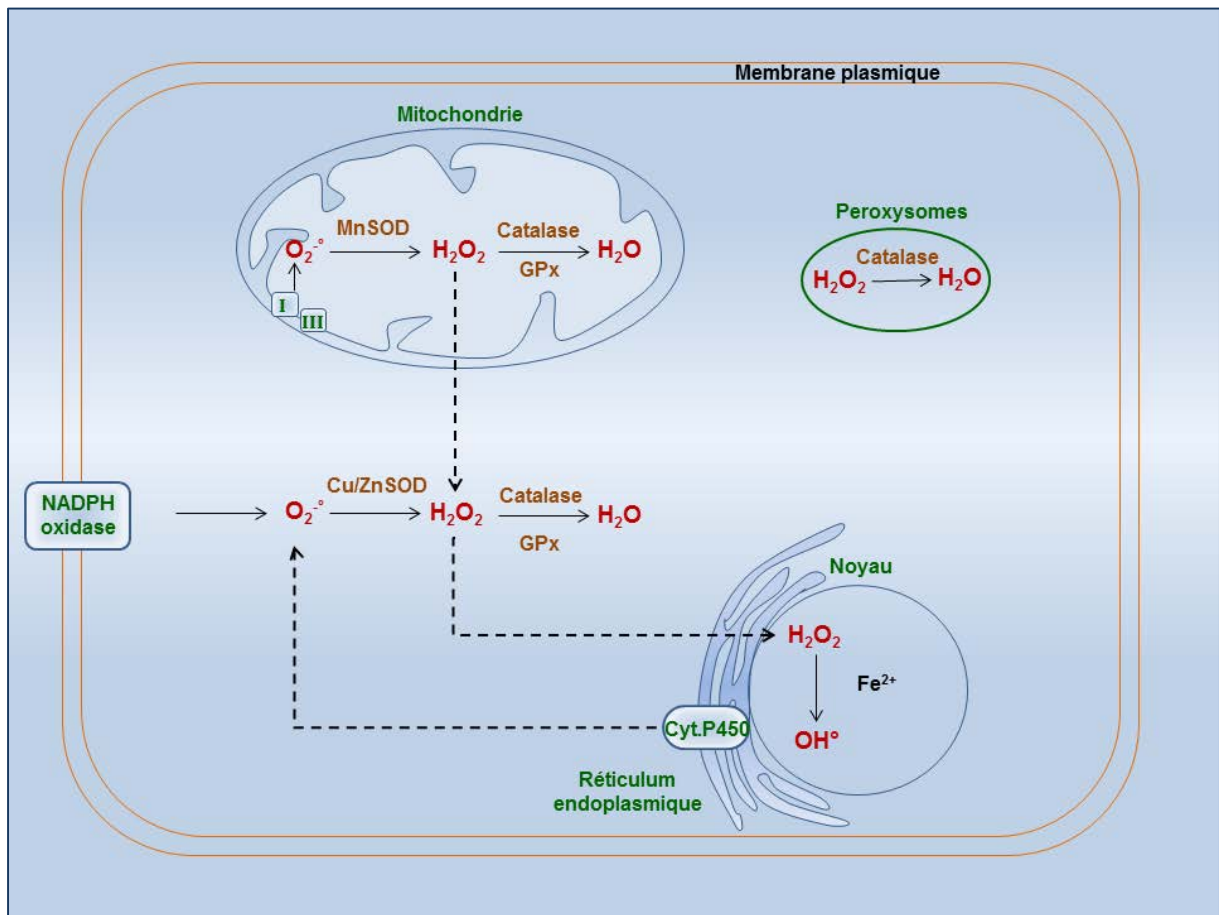 Membrane plasmique
Mitochondrie
Peroxysomes
MnSOD
Catalase
O₂⁻° H₂O₂ H₂O
GPx
Catalase
H₂O₂ H₂O
I
III
NADPH
oxidase
Cu/ZnSOD
Catalase
O₂⁻° H₂O₂ H₂O
GPx
Noyau
H₂O₂
Fe²⁺
Cyt.P450
OH°
Réticulum
endoplasmique